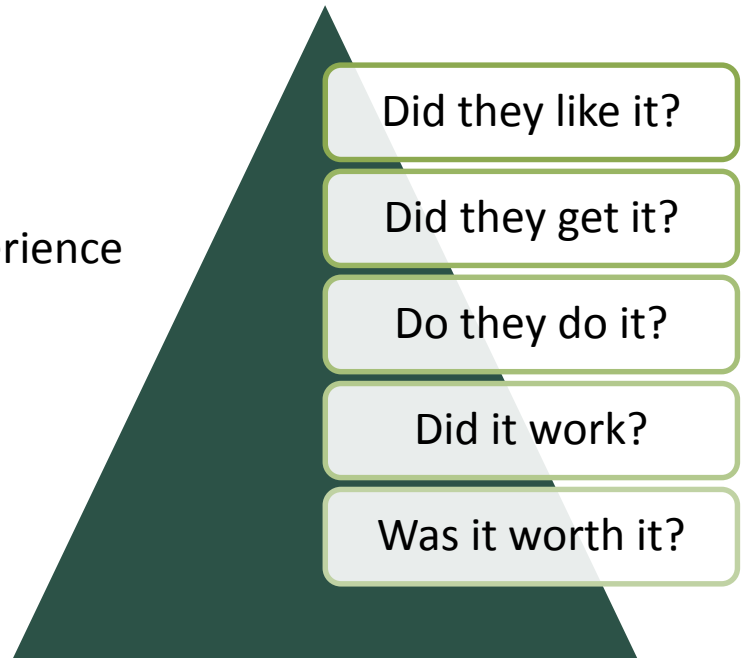 Did they like it?
Did they get it?
rience
Do they do it?
Did it work?
Was it worth it?